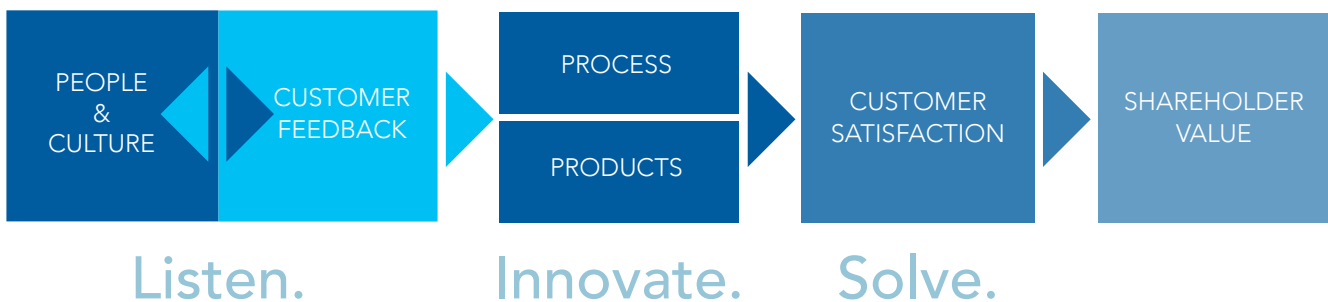 PEOPLE
&
CULTURE
CUSTOMER
FEEDBACK
PROCESS
PRODUCTS
CUSTOMER
SATISFACTION
SHAREHOLDER
VALUE
Listen.
Innovate.
Solve.